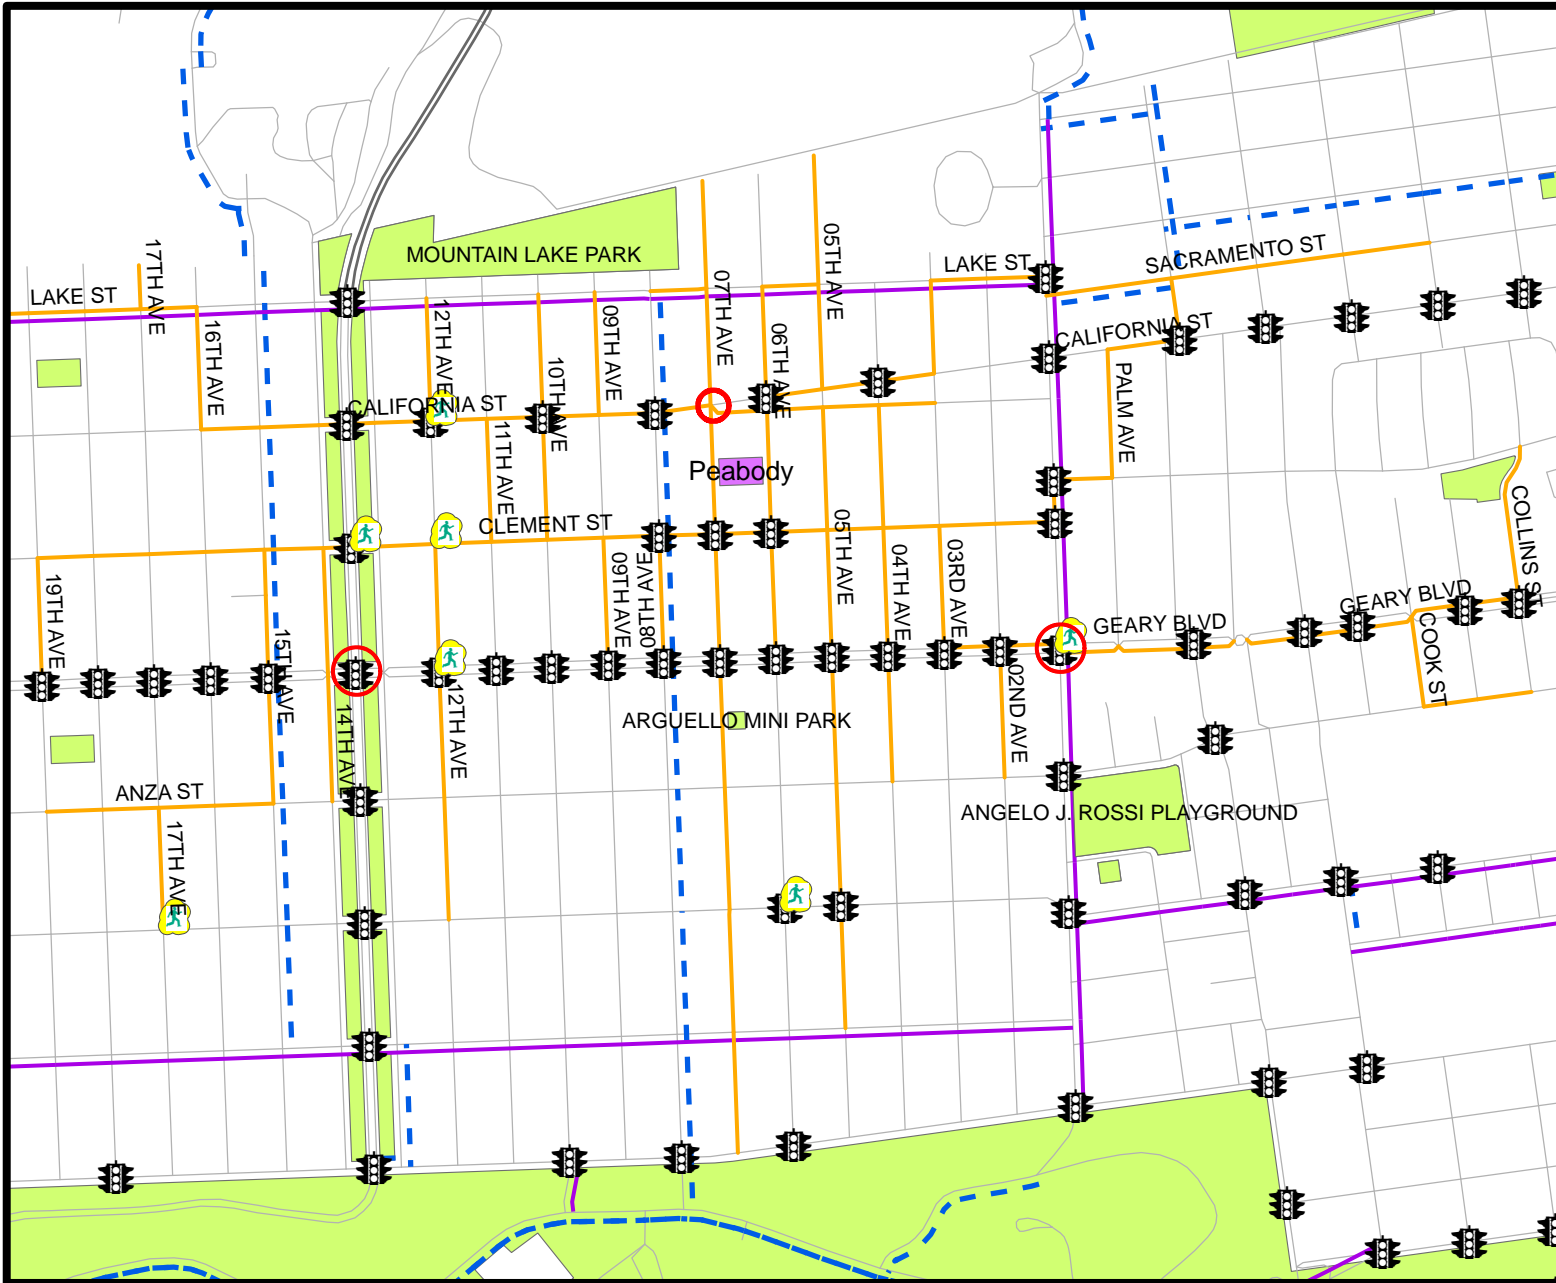 MOUNTAIN LAKE PARK
05TH AVE
17TH AVE
LAKE ST
SACRAMENTO ST
LAKE ST
07TH AVE
12TH AVE
09TH AVE
16TH AVE
06TH AVE
CALIFORNIA ST
10TH AVE
PALM AVE
CALIFORNIA ST
11TH AVE
Peabody
CLEMENT ST
COLLINS ST
05TH AVE
03RD AVE
04TH AVE
09TH AVE
08TH AVE
19TH AVE
GEARY BLVD
GEARY BLVD
COOK ST
15TH AVE
02ND AVE
12TH AVE
14TH AVE
ARGUELLO MINI PARK
ANZA ST
ANGELO J. ROSSI PLAYGROUND
17TH AVE